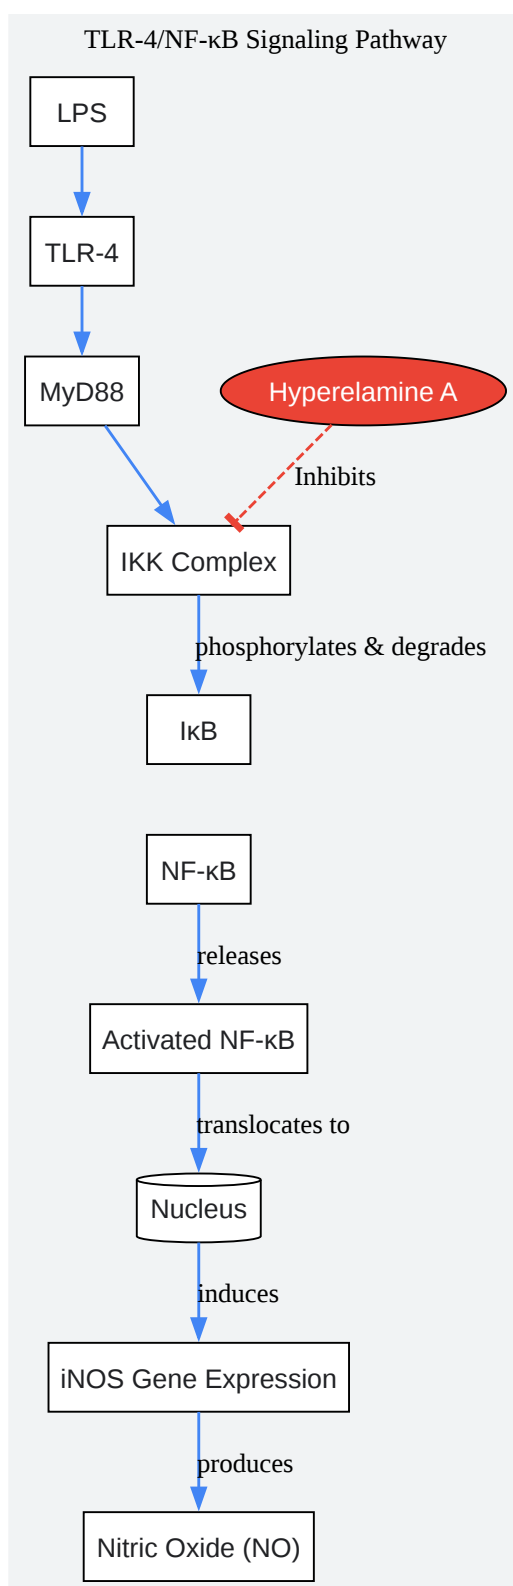 TLR-4/NF-κB Signaling Pathway
LPS
TLR-4
MyD88
Hyperelamine A
Inhibits
IKK Complex
phosphorylates & degrades
IκB
NF-κB
releases
Activated NF-κB
translocates to
Nucleus
induces
iNOS Gene Expression
produces
Nitric Oxide (NO)